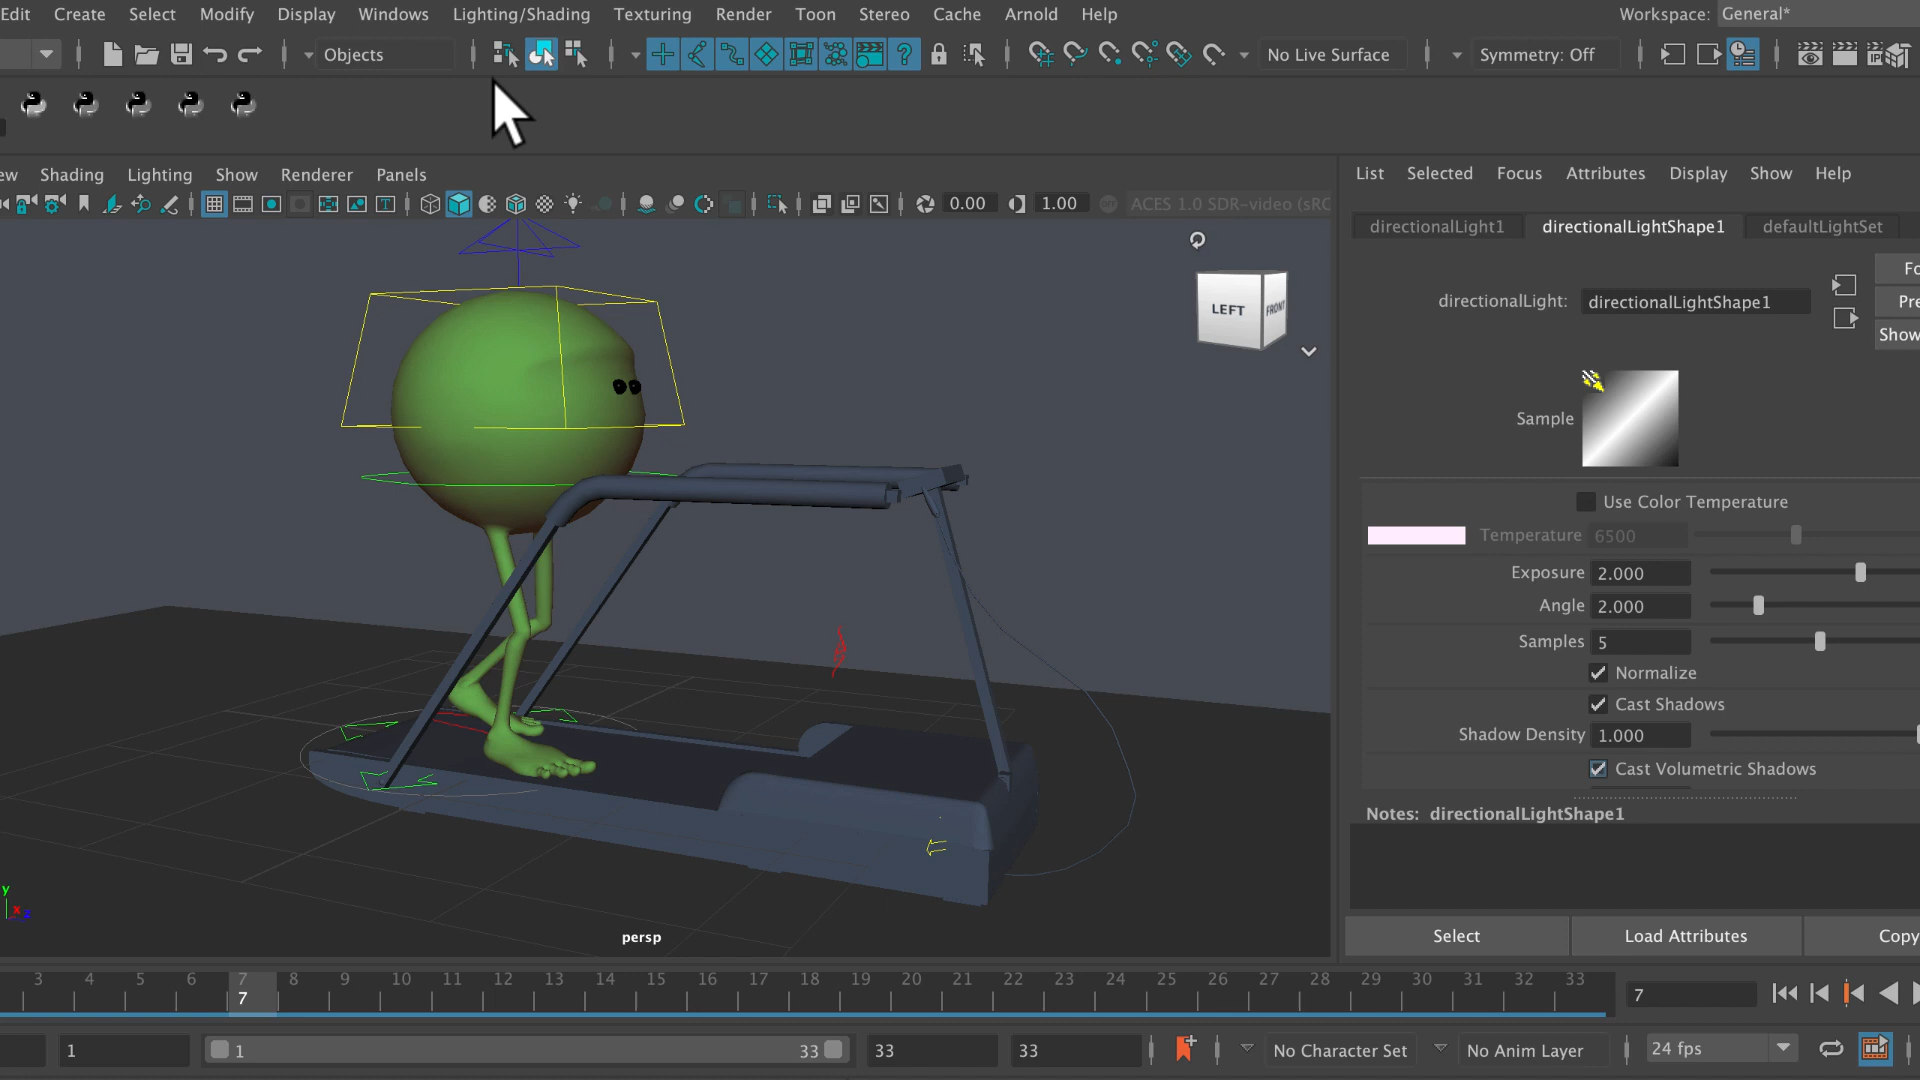 Edit Create Select Modify Display Windows Lighting/Shading Texturing Render Toon Stereo Cache Arnold Help Workspace: General*
Objects No Live Surface Symmetry: Off
ew Shading Lighting Show Renderer Panels
List Selected Focus Attributes Display Show Help
0.00 1.00 ACES 1.0 SDR-video (sRC
directionalLight1 directionalLightShape1 defaultLightSet
LEFT FRONT
Fo
directionalLight: directionalLightShape1
Pre
Show
Sample
Use Color Temperature
Temperature 6500
Exposure 2.000
Angle 2.000
Samples 5
Normalize
Cast Shadows
Shadow Density 1.000
Cast Volumetric Shadows
Notes: directionalLightShape1
y
x z
persp
Select Load Attributes Copy
3 4 5 6 7 8 9 10 11 12 13 14 15 16 17 18 19 20 21 22 23 24 25 26 27 28 29 30 31 32 33
7 7
1 1 33 33 33 No Character Set No Anim Layer 24 fps